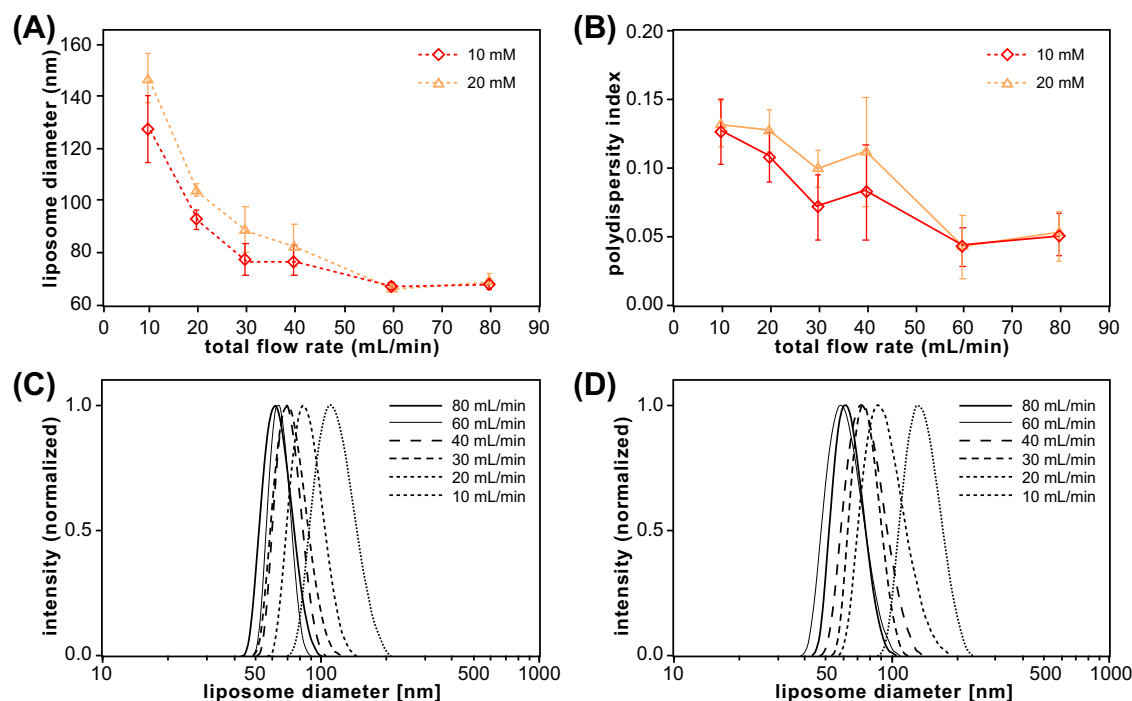 (A)
liposome diameter (nm)
160
140
120
100
80
60
0
10
20
30
40
50
60
70
80
90
total flow rate (mL/min)
10 mM
20 mM
(B)
polydispersity index
0.20
0.15
0.10
0.05
0.00
0
10
20
30
40
50
60
70
80
90
total flow rate (mL/min)
10 mM
20 mM
(C)
intensity (normalized)
1.0
0.5
0.0
10
50
100
500
1000
liposome diameter [nm]
80 mL/min
60 mL/min
40 mL/min
30 mL/min
20 mL/min
10 mL/min
(D)
intensity (normalized)
1.0
0.5
0.0
10
50
100
500
1000
liposome diameter [nm]
80 mL/min
60 mL/min
40 mL/min
30 mL/min
20 mL/min
10 mL/min